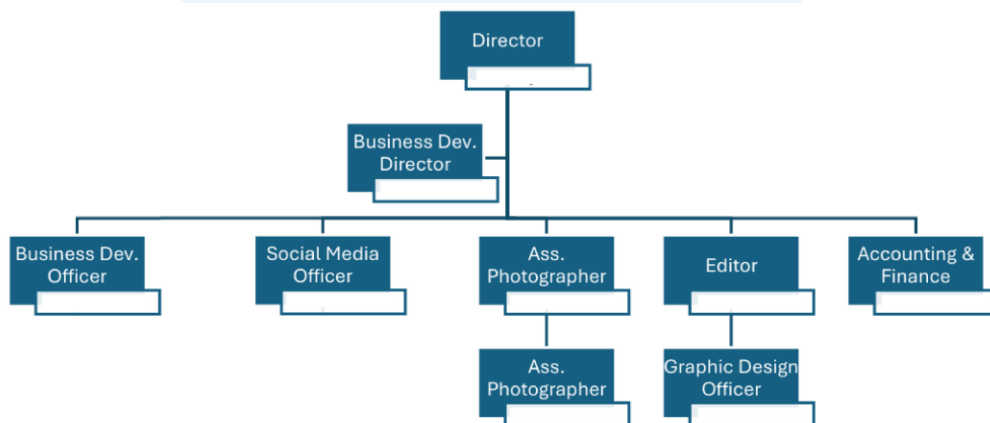 Director
Business Dev.
Director
Business Dev.
Officer
Social Media
Officer
Ass.
Photographer
Editor
Accounting &
Finance
Ass.
Photographer
Graphic Design
Officer